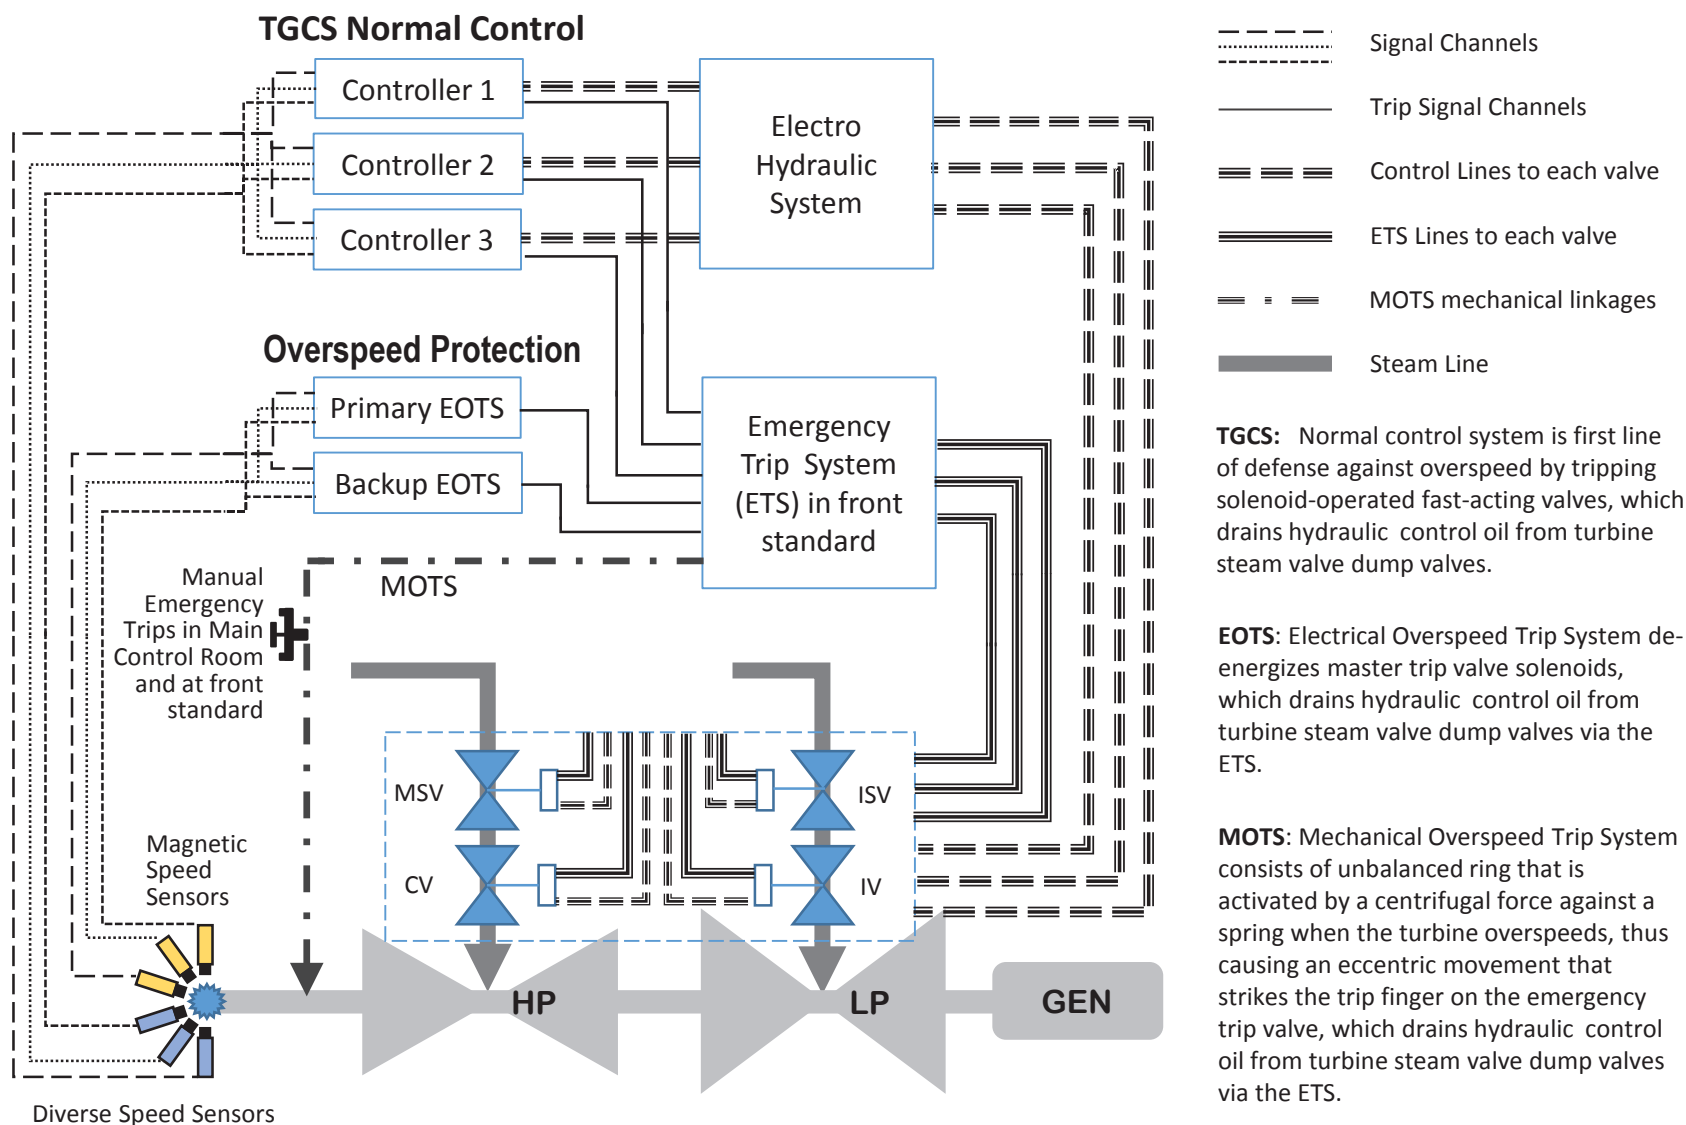 TGCS Normal Control
Controller 1
Controller 2
Controller 3
Electro
Hydraulic
System
Overspeed Protection
Primary EOTS
Backup EOTS
Emergency
Trip System
(ETS) in front
standard
MOTS
Manual
Emergency
Trips in Main
Control Room
and at front
standard
MSV
CV
ISV
IV
Magnetic
Speed
Sensors
HP
LP
GEN
Diverse Speed Sensors
Signal Channels
Trip Signal Channels
Control Lines to each valve
ETS Lines to each valve
MOTS mechanical linkages
Steam Line
TGCS: Normal control system is first line
of defense against overspeed by tripping
solenoid-operated fast-acting valves, which
drains hydraulic control oil from turbine
steam valve dump valves.
EOTS: Electrical Overspeed Trip System de-
energizes master trip valve solenoids,
which drains hydraulic control oil from
turbine steam valve dump valves via the
ETS.
MOTS: Mechanical Overspeed Trip System
consists of unbalanced ring that is
activated by a centrifugal force against a
spring when the turbine overspeeds, thus
causing an eccentric movement that
strikes the trip finger on the emergency
trip valve, which drains hydraulic control
oil from turbine steam valve dump valves
via the ETS.